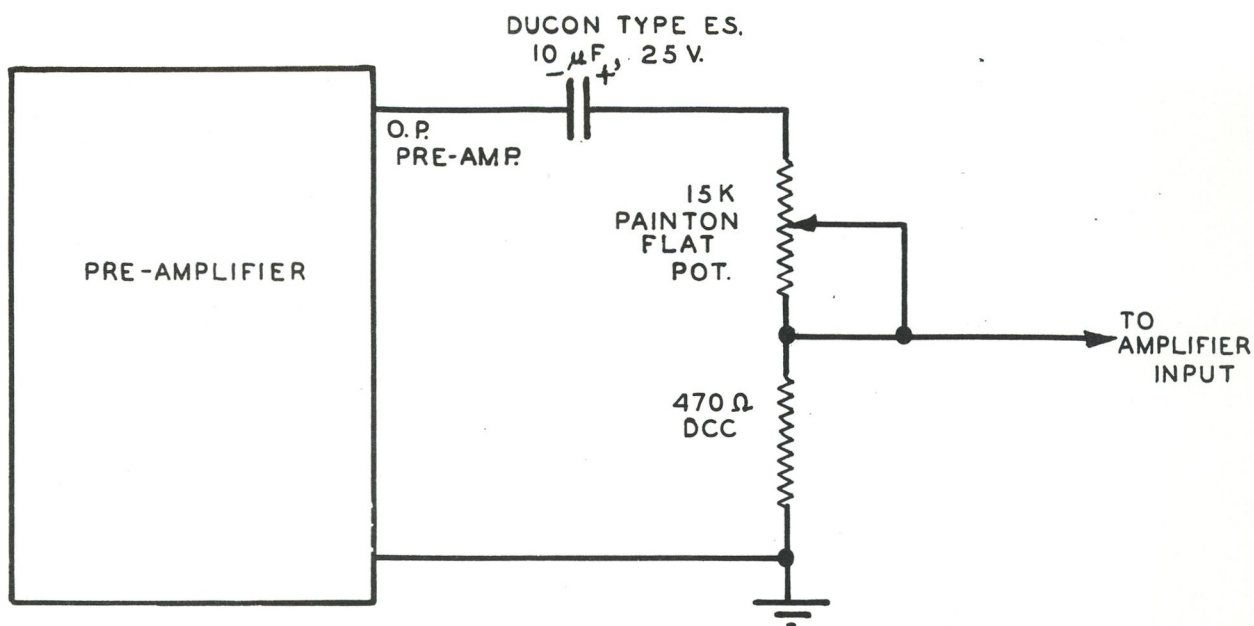 DUCON TYPE ES.
10 µF, 25 V.
- +
O.P.
PRE-AMP.
15K
PAINTON
FLAT
POT.
PRE-AMPLIFIER
TO
AMPLIFIER
INPUT
470 Ω
DCC